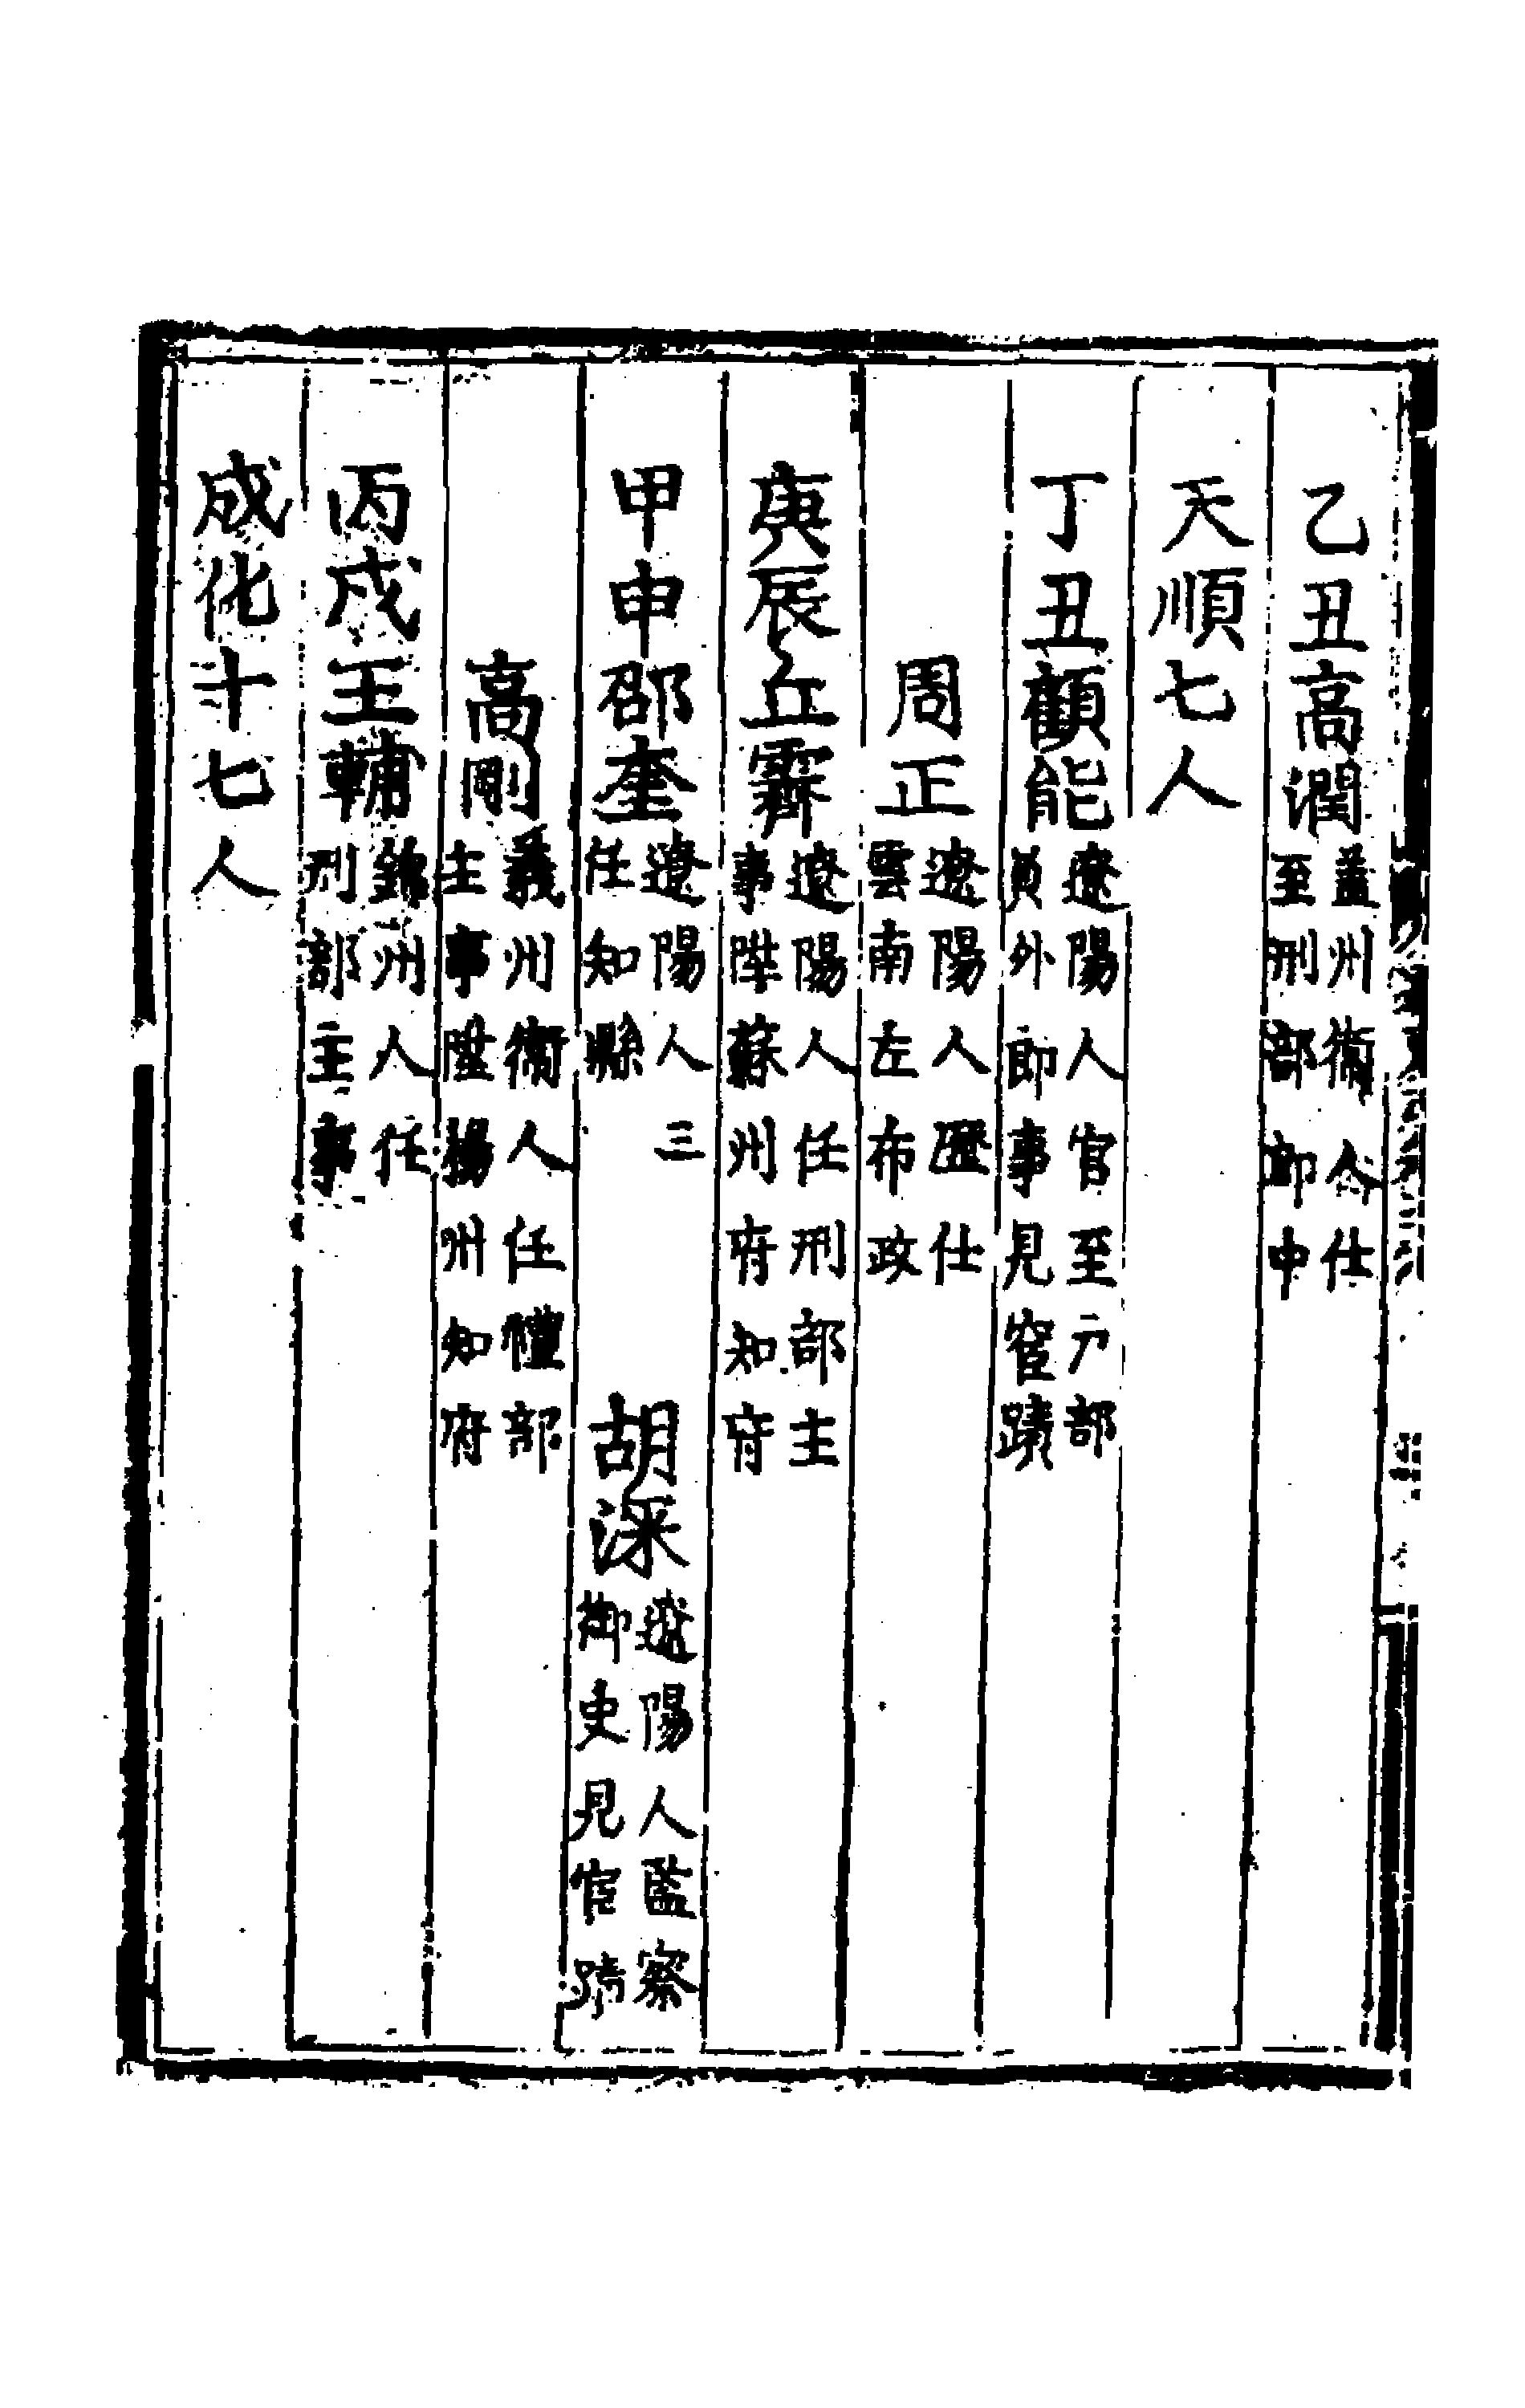 乙丑高潤盖州衛人仕至刑部郎中
天順七人
丁丑顧能遼陽人官至刀部員外郎事見宦蹟
周正遼陽人歷仕雲南左布政
庚辰丘霽遼陽人任刑部主事陞蘇州府知府
甲申邵奎遼陽人三任知縣 胡深遼陽人監察御史見宦蹟
高剛義州衛人任禮部主事陞揚州知府
丙戌王輔錦州人任刑部主事
成化十七人